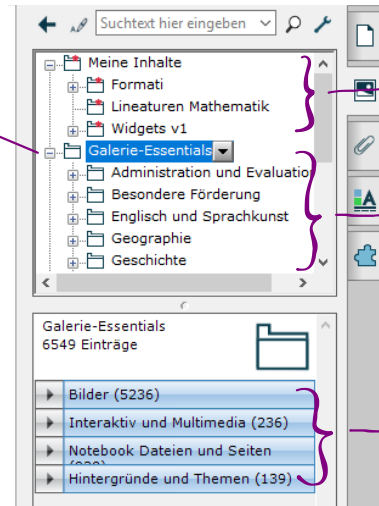 Suchtext hier eingeben
Meine Inhalte
Formati
Lineaturen Mathematik
Widgets v1
Galerie-Essentials
Administration und Evaluation
Besondere Förderung
Englisch und Sprachkunst
Geographie
Geschichte
Galerie-Essentials
6549 Einträge
Bilder (5236)
Interaktiv und Multimedia (236)
Notebook Dateien und Seiten
Hintergründe und Themen (139)